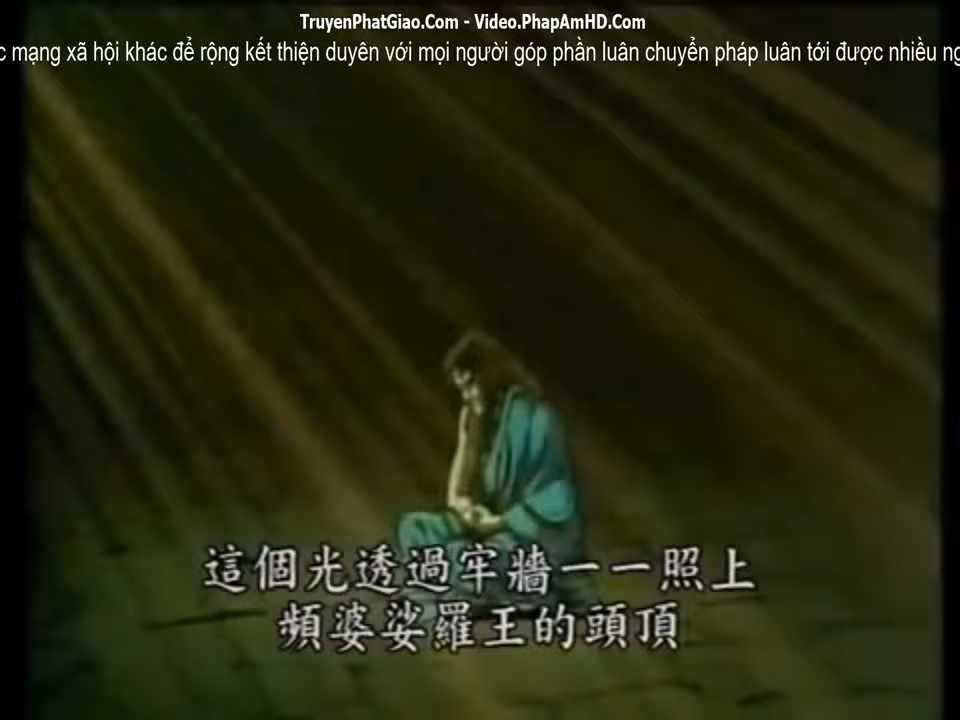 TruyenPhatGiao.Com - Video.PhapAmHD.Com
mạng xã hội khác để rộng kết thiện duyên với mọi người góp phần luân chuyển pháp luân tới được nhiều
這個光透過牢牆一一照上
頻婆娑羅王的頭頂